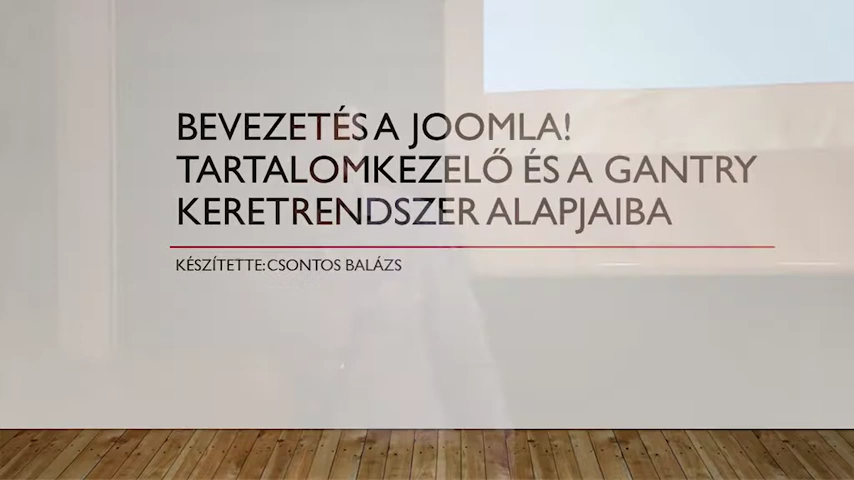 BEVEZETÉS A JOOMLA!
TARTALOMKEZELŐ ÉS A GANTRY
KERETRENDSZER ALAPJAIBA
KÉSZÍTETTE: CSONTOS BALÁZS